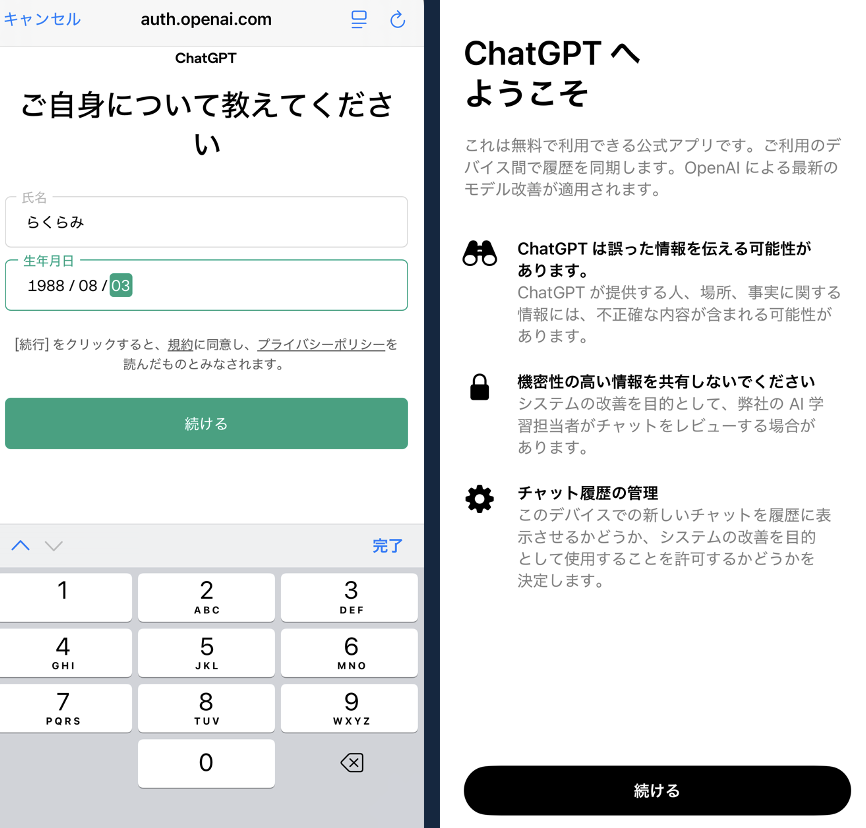 キャンセル
auth.openai.com
ChatGPT
ご自身について教えてくださ
い
氏名
らくらみ
生年月日
1988 / 08 / 03
[続行] をクリックすると、規約に同意し、プライバシーポリシーを
読んだものとみなされます。
続ける
完了
1
2
ABC
3
DEF
4
GHI
5
JKL
6
MNO
7
PQRS
8
TUV
9
WXYZ
0
ChatGPT へ
ようこそ
これは無料で利用できる公式アプリです。ご利用のデ
バイス間で履歴を同期します。OpenAI による最新の
モデル改善が適用されます。
ChatGPT は誤った情報を伝える可能性が
あります。
ChatGPT が提供する人、場所、事実に関する
情報には、不正確な内容が含まれる可能性が
あります。
機密性の高い情報を共有しないでください
システムの改善を目的として、弊社の AI 学
習担当者がチャットをレビューする場合が
あります。
チャット履歴の管理
このデバイスでの新しいチャットを履歴に表
示させるかどうか、システムの改善を目的
として使用することを許可するかどうかを
決定します。
続ける